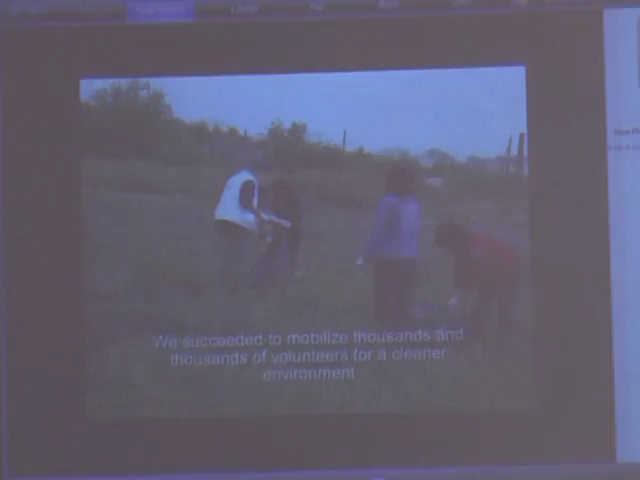 We succeeded to mobilize thousands and
thousands of volunteers for a cleaner
environment